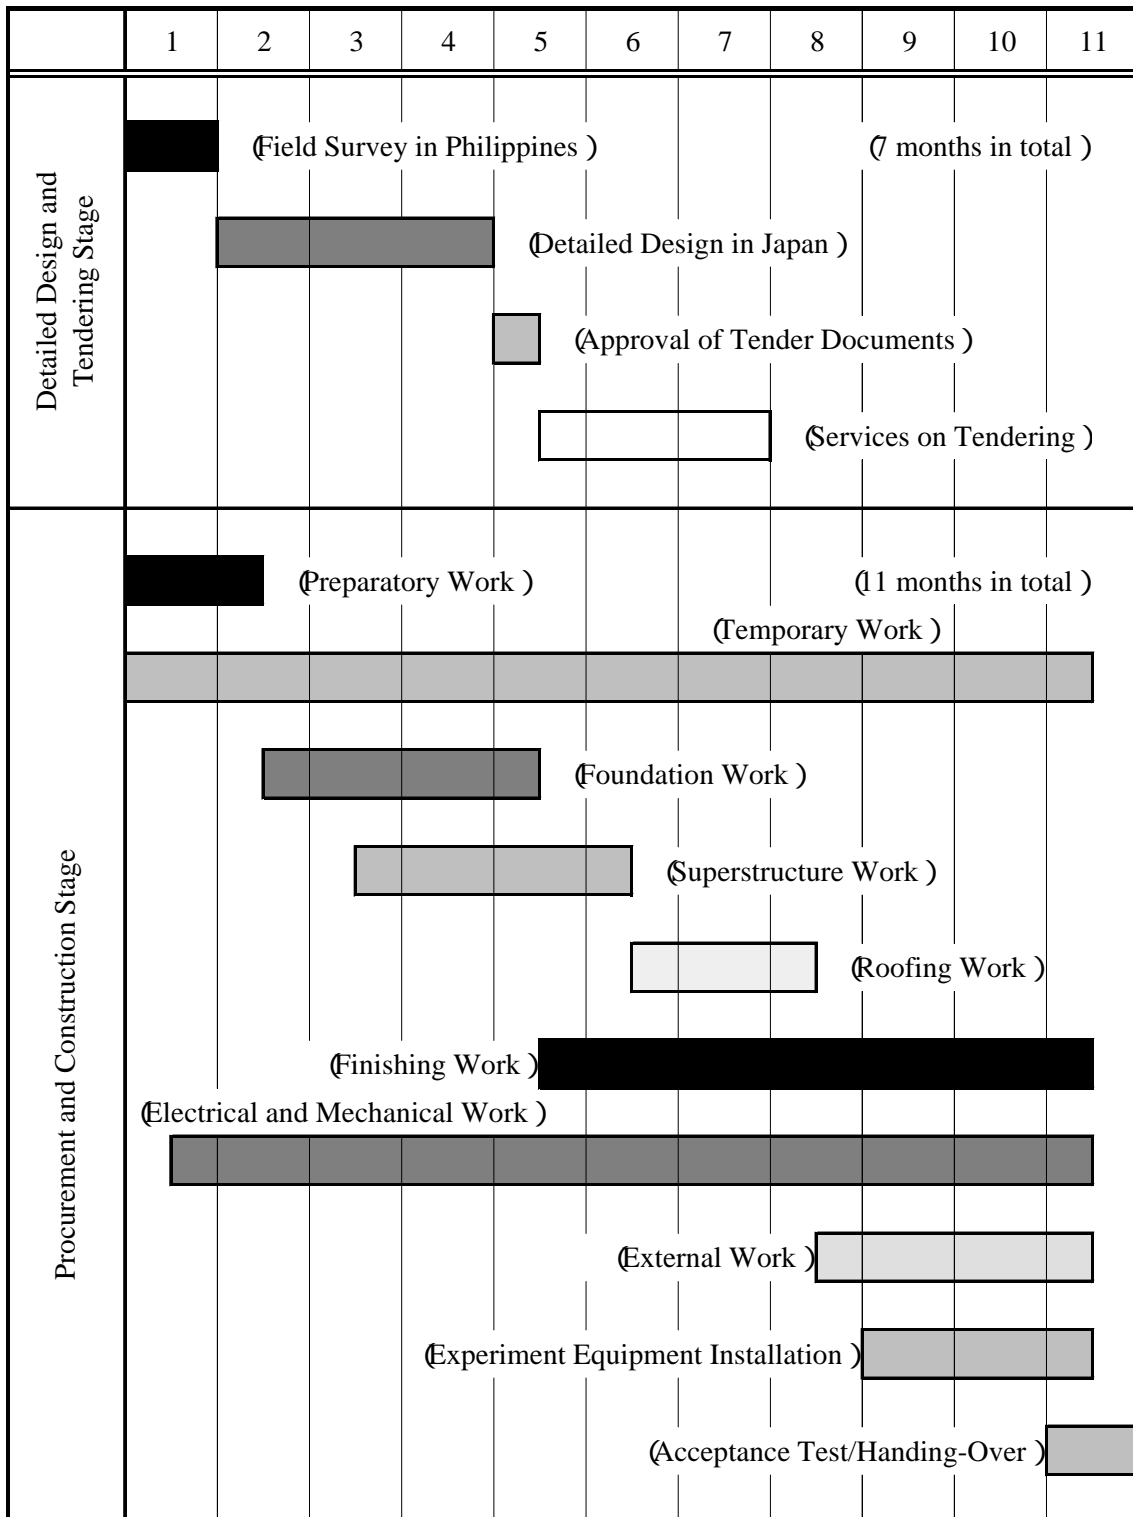 1 2 3 4 5 6 7 8 9 10 11
Detailed Design and
Tendering Stage
(Field Survey in Philippines) (7 months in total)
(Detailed Design in Japan)
(Approval of Tender Documents)
(Services on Tendering)
Procurement and Construction Stage
(Preparatory Work) (11 months in total)
(Temporary Work)
(Foundation Work)
(Superstructure Work)
(Roofing Work)
(Finishing Work)
(Electrical and Mechanical Work)
(External Work)
(Experiment Equipment Installation)
(Acceptance Test/Handing-Over)